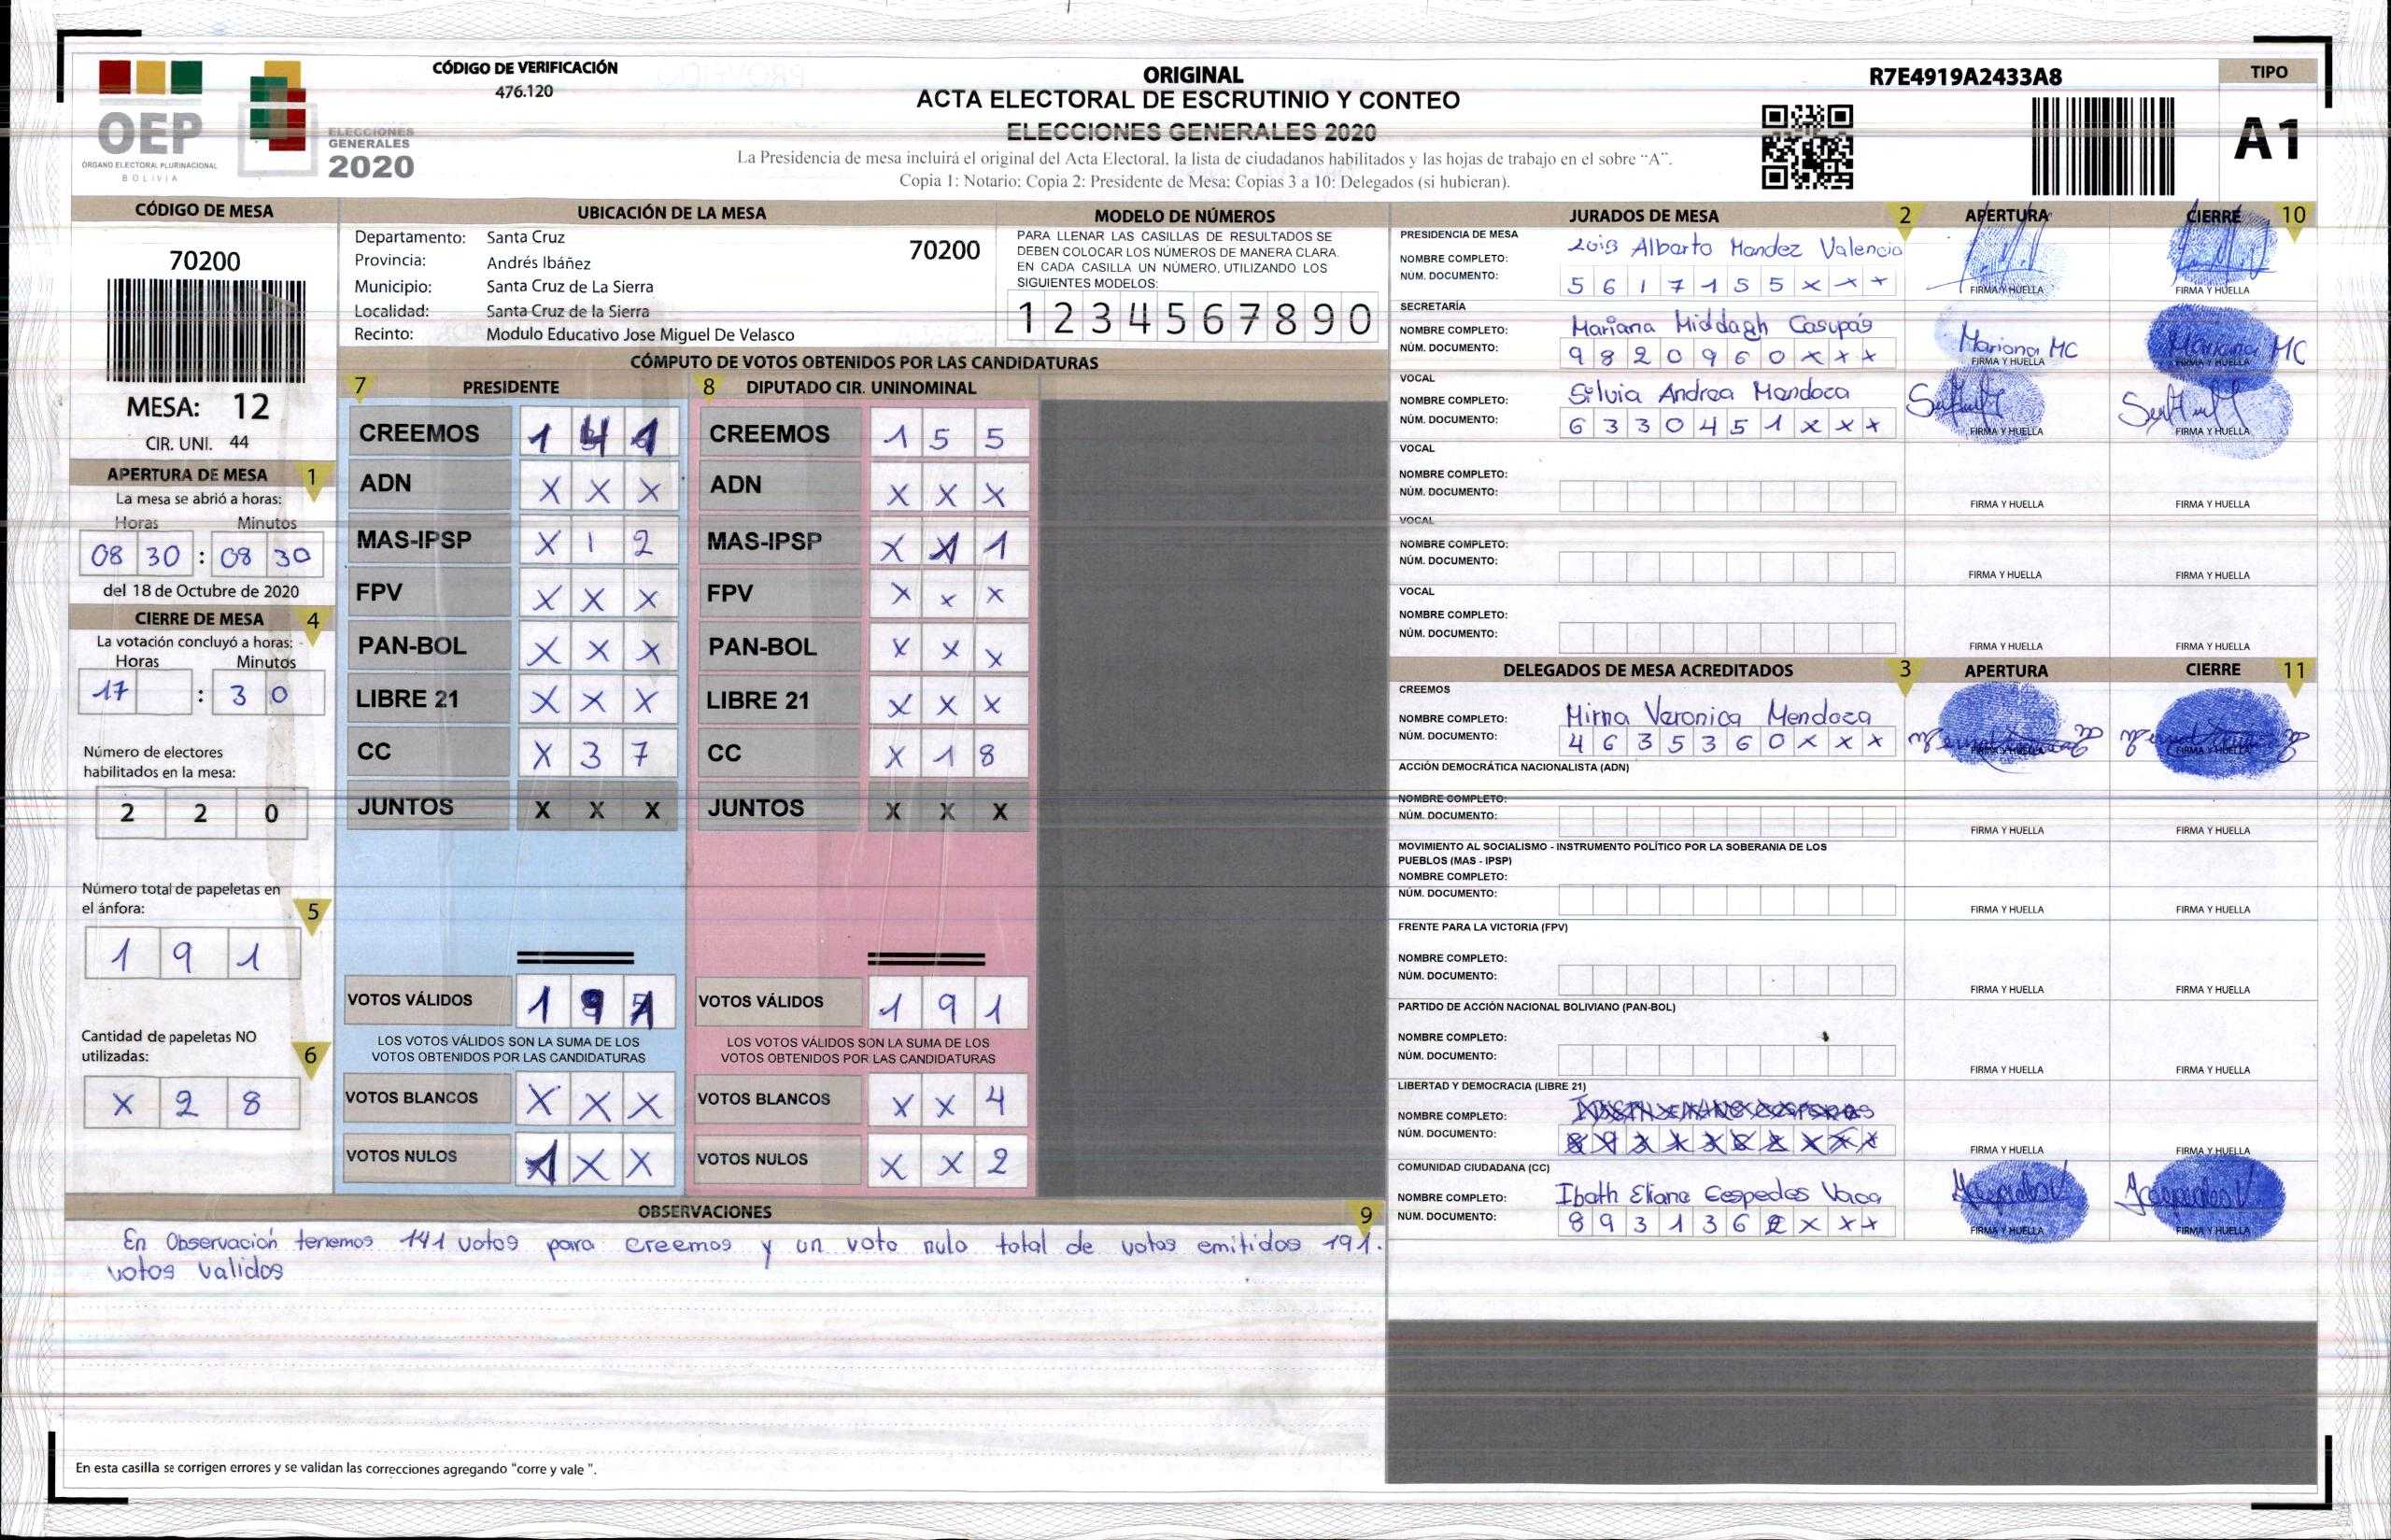 CÓDIGO DE VERIFICACIÓN
476.120
OEP
ÓRGANO ELECTORAL PLURINACIONAL
BOLIVIA
ELECCIONES
GENERALES
2020
ORIGINAL
ACTA ELECTORAL DE ESCRUTINIO Y CONTEO
ELECCIONES GENERALES 2020
La Presidencia de mesa incluirá el original del Acta Electoral, la lista de ciudadanos habilitados y las hojas de trabajo en el sobre "A".
Copia 1: Notario; Copia 2: Presidente de Mesa; Copias 3 a 10: Delegados (si hubieran).
R7E4919A2433A8
TIPO
A1
CÓDIGO DE MESA
70200
MESA: 12
CIR. UNI. 44
APERTURA DE MESA 1
La mesa se abrió a horas:
Horas Minutos
08 30 : 08 30
del 18 de Octubre de 2020
CIERRE DE MESA 4
La votación concluyó a horas:
Horas Minutos
17 : 3 0
Número de electores
habilitados en la mesa:
2 2 0
Número total de papeletas en
el ánfora: 5
1 9 1
Cantidad de papeletas NO
utilizadas: 6
X 2 8
UBICACIÓN DE LA MESA
Departamento: Santa Cruz 70200
Provincia: Andrés Ibáñez
Municipio: Santa Cruz de La Sierra
Localidad: Santa Cruz de la Sierra
Recinto: Modulo Educativo Jose Miguel De Velasco
MODELO DE NÚMEROS
PARA LLENAR LAS CASILLAS DE RESULTADOS SE
DEBEN COLOCAR LOS NÚMEROS DE MANERA CLARA.
EN CADA CASILLA UN NÚMERO, UTILIZANDO LOS
SIGUIENTES MODELOS:
1 2 3 4 5 6 7 8 9 0
CÓMPUTO DE VOTOS OBTENIDOS POR LAS CANDIDATURAS
7 PRESIDENTE
CREEMOS 1 4 1
ADN X X X
MAS-IPSP X 1 2
FPV X X X
PAN-BOL X X X
LIBRE 21 X X X
CC X 3 7
JUNTOS X X X
VOTOS VÁLIDOS 1 9 1
LOS VOTOS VÁLIDOS SON LA SUMA DE LOS
VOTOS OBTENIDOS POR LAS CANDIDATURAS
VOTOS BLANCOS X X X
VOTOS NULOS 1 X X
8 DIPUTADO CIR. UNINOMINAL
CREEMOS 1 5 5
ADN X X X
MAS-IPSP X X 1
FPV X X X
PAN-BOL X X X
LIBRE 21 X X X
CC X 1 8
JUNTOS X X X
VOTOS VÁLIDOS 1 9 1
LOS VOTOS VÁLIDOS SON LA SUMA DE LOS
VOTOS OBTENIDOS POR LAS CANDIDATURAS
VOTOS BLANCOS X X 4
VOTOS NULOS X X 2
OBSERVACIONES 9
En Observación tenemos 141 votos para creemos y un voto nulo total de votos emitidos 191.
votos validos
En esta casilla se corrigen errores y se validan las correcciones agregando "corre y vale ".
JURADOS DE MESA 2 APERTURA CIERRE 10
PRESIDENCIA DE MESA
NOMBRE COMPLETO: Luis Alberto Mendez Valencia
NÚM. DOCUMENTO: 5 6 1 7 1 5 5 X X X FIRMA Y HUELLA FIRMA Y HUELLA
SECRETARÍA
NOMBRE COMPLETO: Mariana Middagh Casupás
NÚM. DOCUMENTO: 9 8 2 0 9 6 0 X X X Mariana MC FIRMA Y HUELLA Mariana MC FIRMA Y HUELLA
VOCAL
NOMBRE COMPLETO: Silvia Andrea Mendoza
NÚM. DOCUMENTO: 6 3 3 0 4 5 1 X X X FIRMA Y HUELLA FIRMA Y HUELLA
VOCAL
NOMBRE COMPLETO:
NÚM. DOCUMENTO: FIRMA Y HUELLA FIRMA Y HUELLA
VOCAL
NOMBRE COMPLETO:
NÚM. DOCUMENTO: FIRMA Y HUELLA FIRMA Y HUELLA
VOCAL
NOMBRE COMPLETO:
NÚM. DOCUMENTO: FIRMA Y HUELLA FIRMA Y HUELLA
DELEGADOS DE MESA ACREDITADOS 3 APERTURA CIERRE 11
CREEMOS
NOMBRE COMPLETO: Mirna Veronica Mendoza
NÚM. DOCUMENTO: 4 6 3 5 3 6 0 X X X FIRMA Y HUELLA FIRMA Y HUELLA
ACCIÓN DEMOCRÁTICA NACIONALISTA (ADN)
NOMBRE COMPLETO:
NÚM. DOCUMENTO: FIRMA Y HUELLA FIRMA Y HUELLA
MOVIMIENTO AL SOCIALISMO - INSTRUMENTO POLÍTICO POR LA SOBERANIA DE LOS
PUEBLOS (MAS - IPSP)
NOMBRE COMPLETO:
NÚM. DOCUMENTO: FIRMA Y HUELLA FIRMA Y HUELLA
FRENTE PARA LA VICTORIA (FPV)
NOMBRE COMPLETO:
NÚM. DOCUMENTO: FIRMA Y HUELLA FIRMA Y HUELLA
PARTIDO DE ACCIÓN NACIONAL BOLIVIANO (PAN-BOL)
NOMBRE COMPLETO:
NÚM. DOCUMENTO: FIRMA Y HUELLA FIRMA Y HUELLA
LIBERTAD Y DEMOCRACIA (LIBRE 21)
NOMBRE COMPLETO:
NÚM. DOCUMENTO: FIRMA Y HUELLA FIRMA Y HUELLA
COMUNIDAD CIUDADANA (CC)
NOMBRE COMPLETO: Ibath Eliana Cespedes Vaca
NÚM. DOCUMENTO: 8 9 3 1 3 6 2 X X X FIRMA Y HUELLA FIRMA Y HUELLA